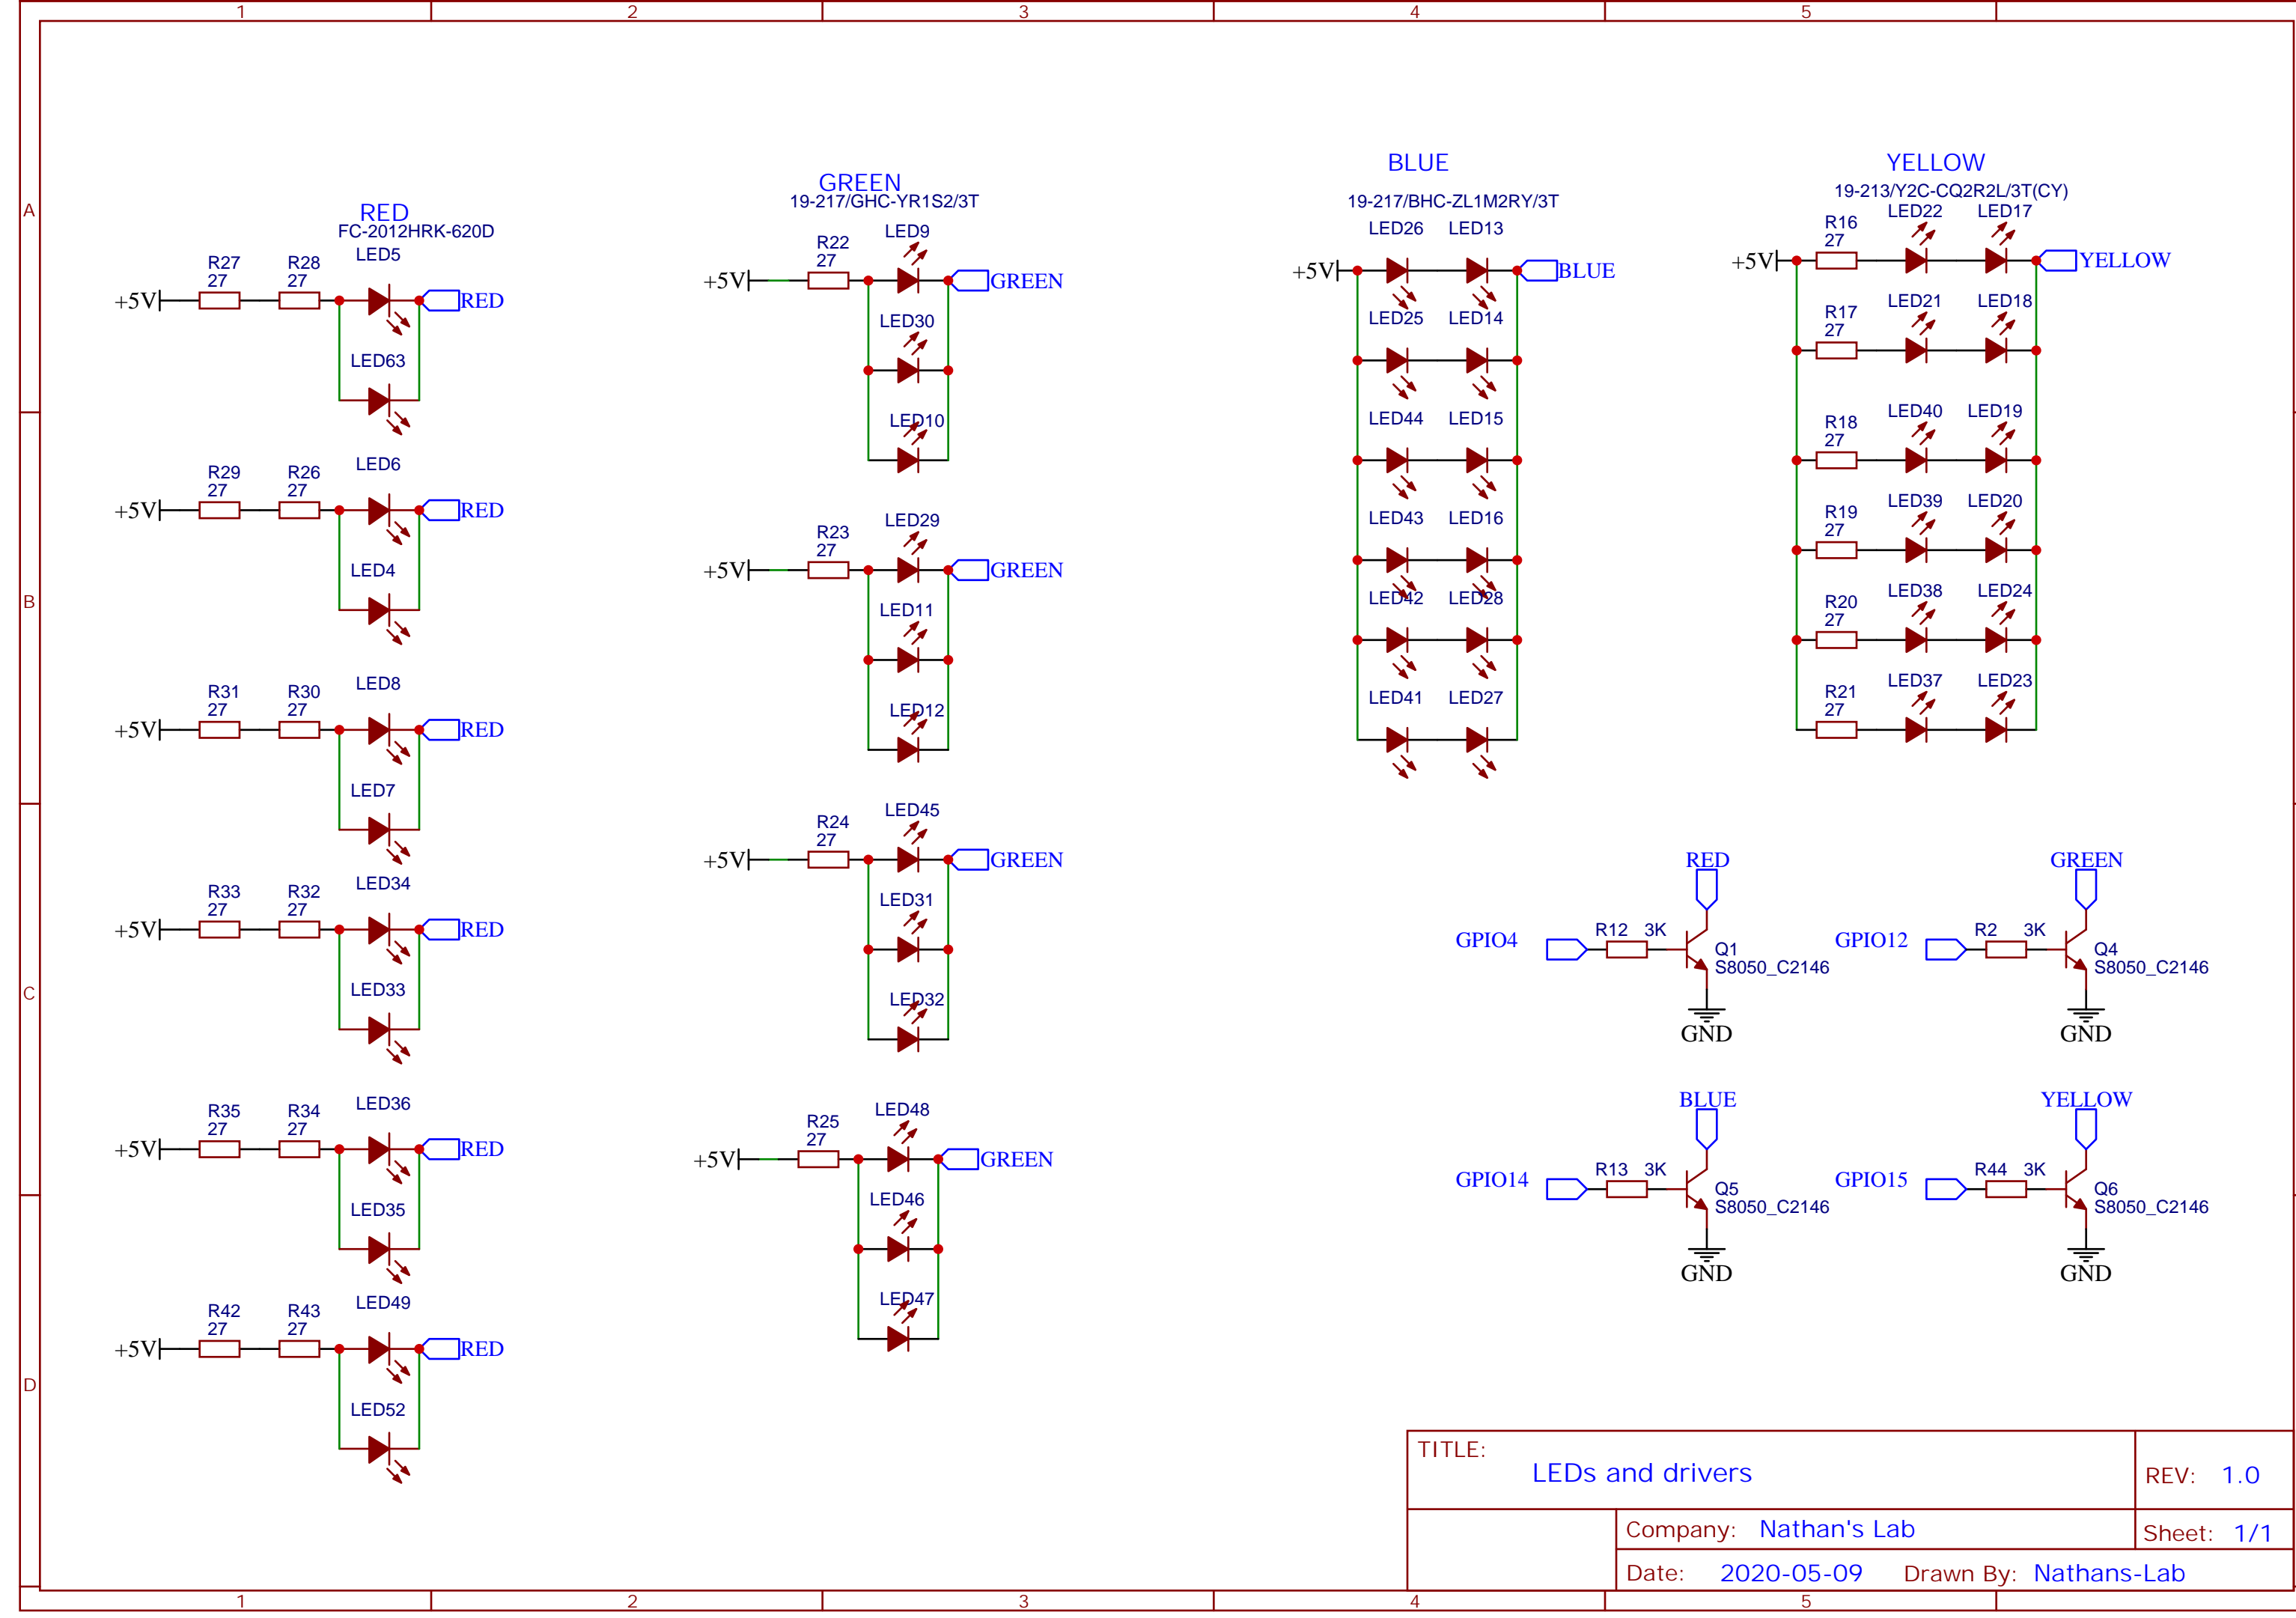 1 2 3 4 5
A
B
C
D
RED
FC-2012HRK-620D
LED5
R27 R28
27 27
+5V
RED
LED63
LED6
R29 R26
27 27
+5V
RED
LED4
LED8
R31 R30
27 27
+5V
RED
LED7
LED34
R33 R32
27 27
+5V
RED
LED33
LED36
R35 R34
27 27
+5V
RED
LED35
LED49
R42 R43
27 27
+5V
RED
LED52
GREEN
19-217/GHC-YR1S2/3T
LED9
R22
27
+5V
GREEN
LED30
LED10
LED29
R23
27
+5V
GREEN
LED11
LED12
LED45
R24
27
+5V
GREEN
LED31
LED32
LED48
R25
27
+5V
GREEN
LED46
LED47
BLUE
19-217/BHC-ZL1M2RY/3T
LED26 LED13
+5V
BLUE
LED25 LED14
LED44 LED15
LED43 LED16
LED42 LED28
LED41 LED27
YELLOW
19-213/Y2C-CQ2R2L/3T(CY)
LED22 LED17
R16
27
+5V
YELLOW
LED21 LED18
R17
27
LED40 LED19
R18
27
LED39 LED20
R19
27
LED38 LED24
R20
27
LED37 LED23
R21
27
RED
GPIO4
R12 3K
Q1
S8050_C2146
GND
GREEN
GPIO12
R2 3K
Q4
S8050_C2146
GND
BLUE
GPIO14
R13 3K
Q5
S8050_C2146
GND
YELLOW
GPIO15
R44 3K
Q6
S8050_C2146
GND
TITLE:
LEDs and drivers
REV: 1.0
Company: Nathan's Lab
Sheet: 1/1
Date: 2020-05-09 Drawn By: Nathans-Lab
1 2 3 4 5